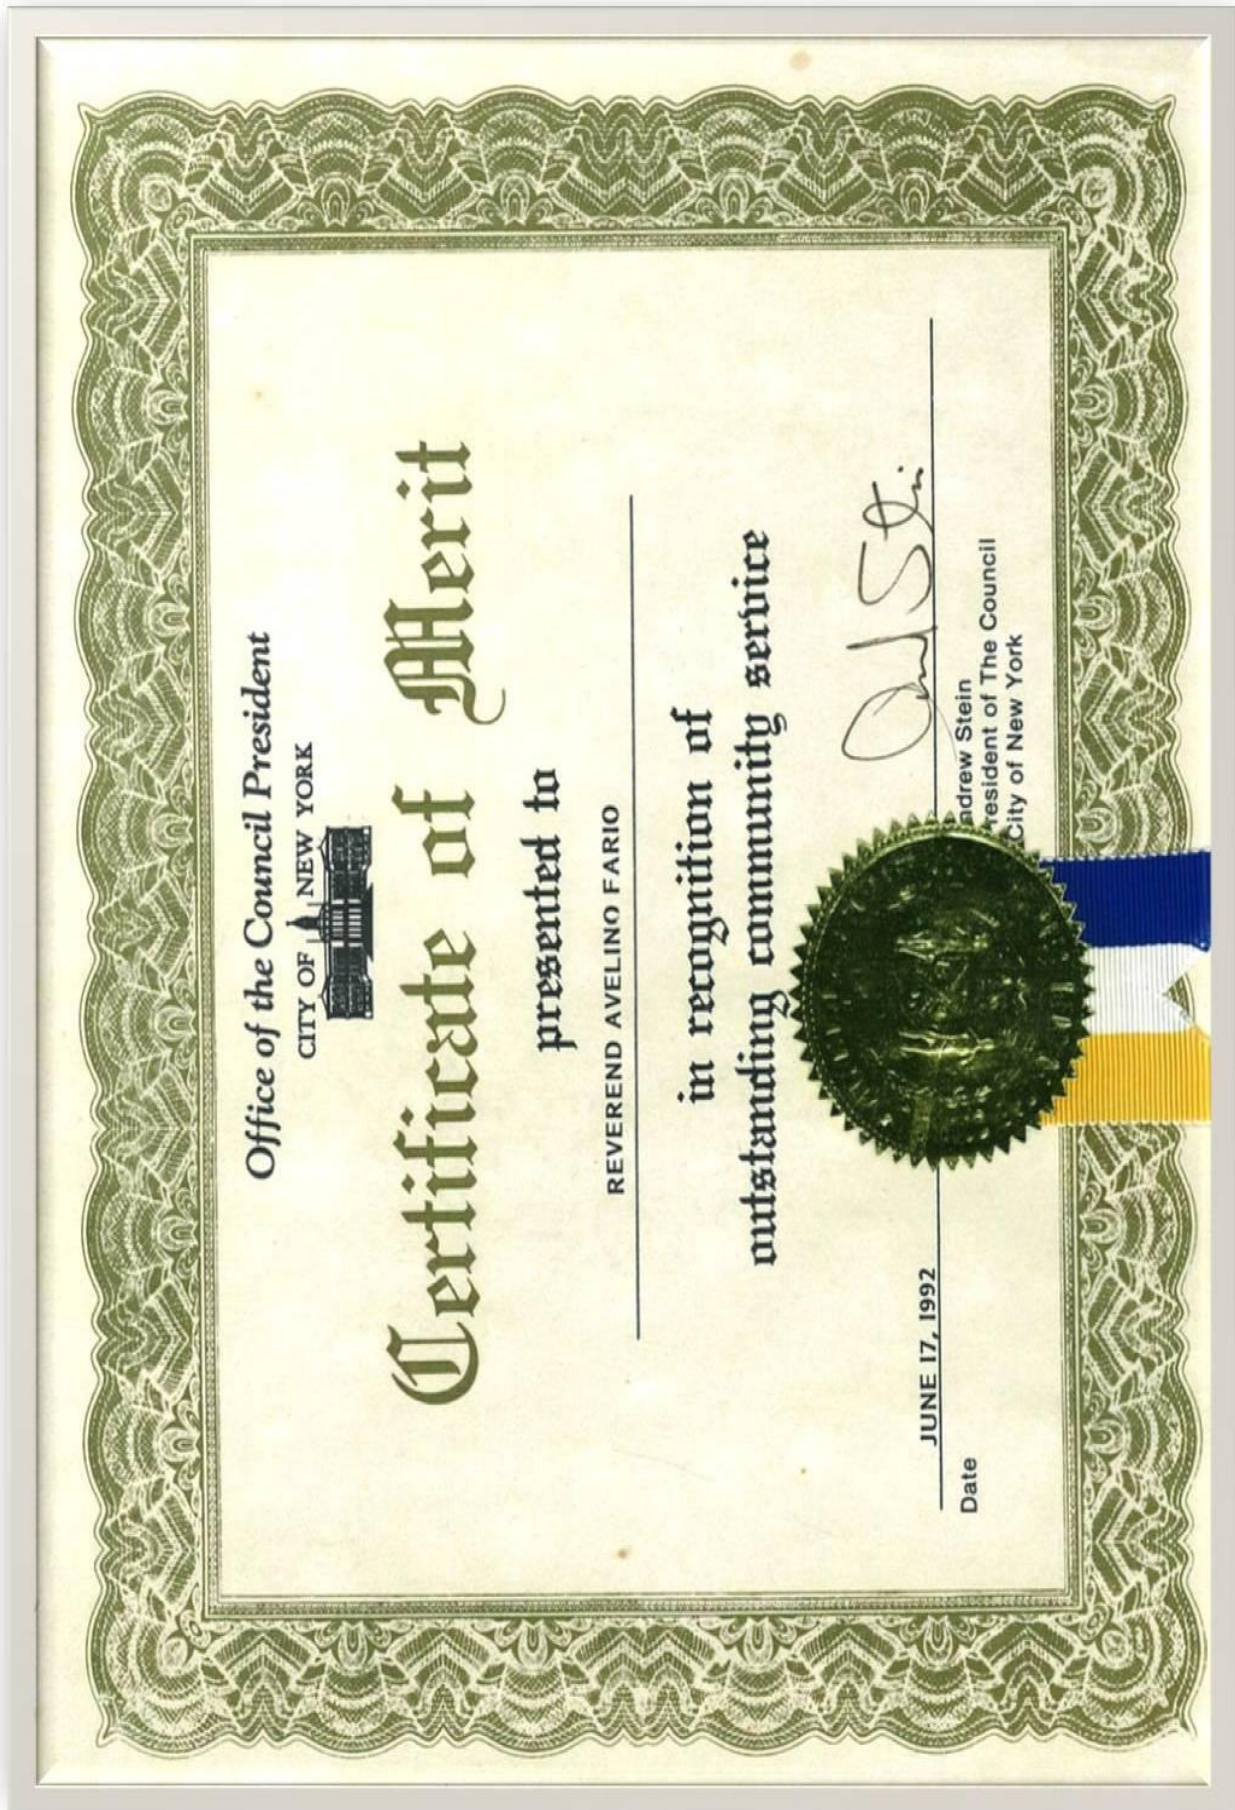 Office of the Council President
CITY OF NEW YORK
Certificate of Merit
presented to
REVEREND AVELINO FARIO
in recognition of
outstanding community service
JUNE 17, 1992
Date
ndrew Stein
resident of The Council
City of New York